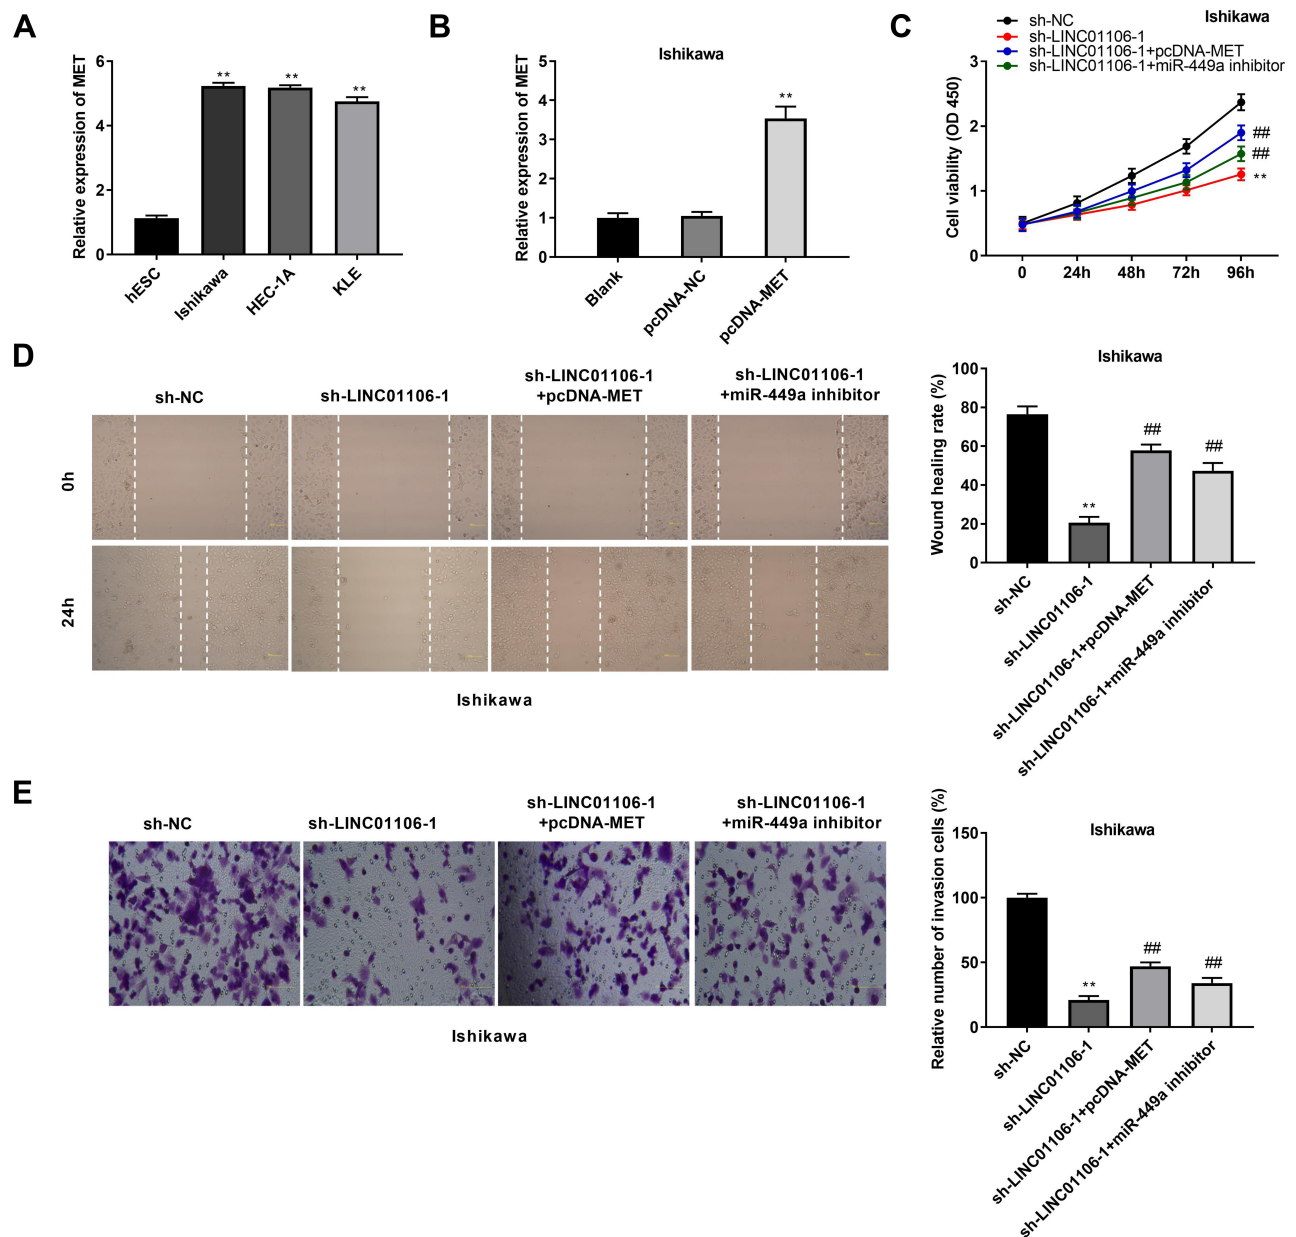 A
Relative expression of MET
6
4
2
0
**
**
**
hESC
Ishikawa
HEC-1A
KLE
B
Ishikawa
Relative expression of MET
5
4
3
2
1
0
**
Blank
pcDNA-NC
pcDNA-MET
C
Ishikawa
sh-NC
sh-LINC01106-1
sh-LINC01106-1+pcDNA-MET
sh-LINC01106-1+miR-449a inhibitor
Cell viability (OD 450)
3
2
1
0
##
##
**
0
24h
48h
72h
96h
D
sh-NC
sh-LINC01106-1
sh-LINC01106-1
+pcDNA-MET
sh-LINC01106-1
+miR-449a inhibitor
0h
24h
Ishikawa
Ishikawa
Wound healing rate (%)
100
80
60
40
20
0
**
##
##
sh-NC
sh-LINC01106-1
sh-LINC01106-1+pcDNA-MET
sh-LINC01106-1+miR-449a inhibitor
E
sh-NC
sh-LINC01106-1
sh-LINC01106-1
+pcDNA-MET
sh-LINC01106-1
+miR-449a inhibitor
Ishikawa
Ishikawa
Relative number of invasion cells (%)
150
100
50
0
**
##
##
sh-NC
sh-LINC01106-1
sh-LINC01106-1+pcDNA-MET
sh-LINC01106-1+miR-449a inhibitor